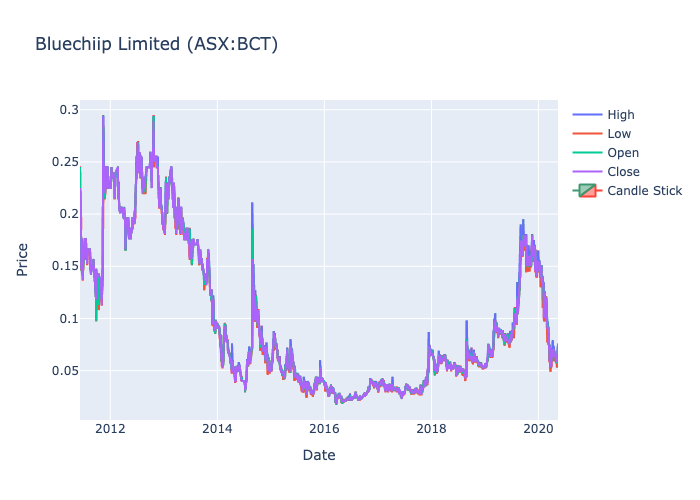 Bluechiip Limited (ASX:BCT)
0.3
0.25
0.2
0.15
0.1
0.05
Price
2012
2014
2016
2018
2020
Date
High
Low
Open
Close
Candle Stick